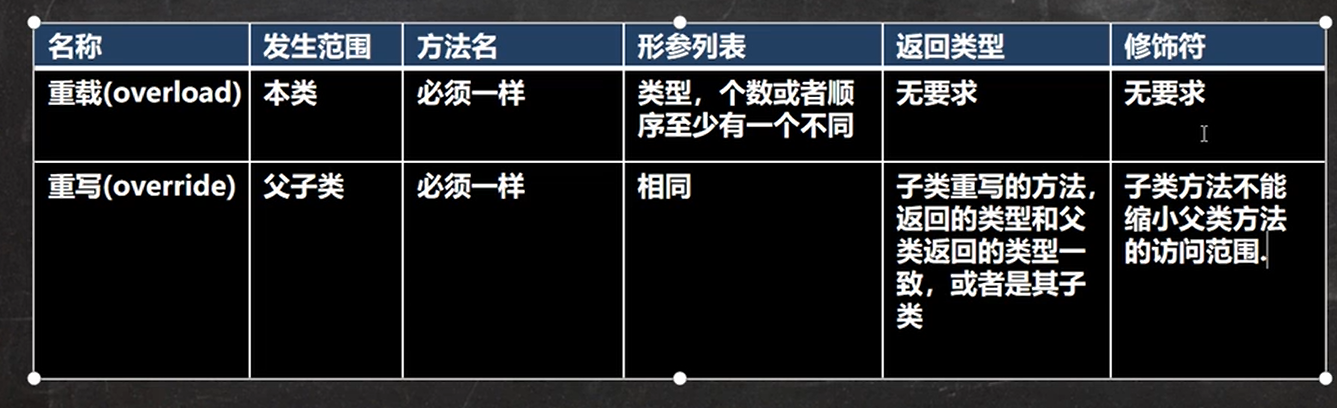 名称 发生范围 方法名 形参列表 返回类型 修饰符
重载(overload) 本类 必须一样 类型，个数或者顺 无要求 无要求
序至少有一个不同
重写(override) 父子类 必须一样 相同 子类重写的方法， 子类方法不能
返回的类型和父 缩小父类方法
类返回的类型一 的访问范围.
致，或者是其子
类